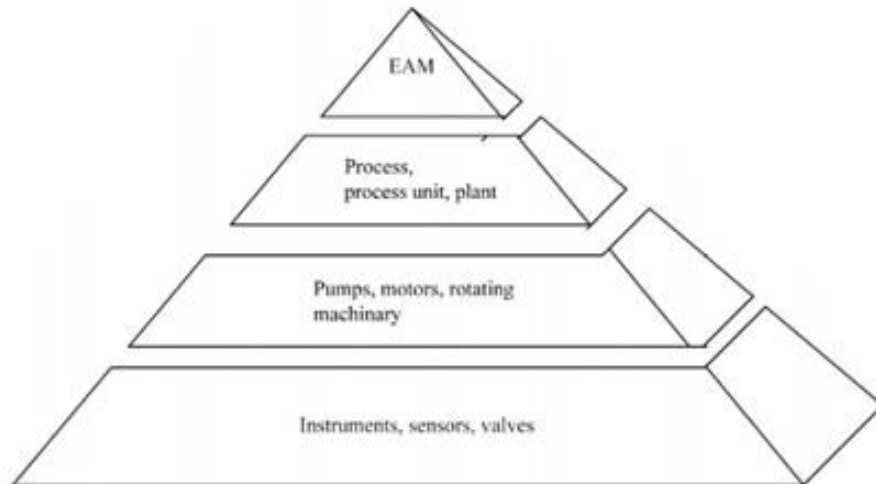 EAM
Process,
process unit, plant
Pumps, motors, rotating
machinary
Instruments, sensors, valves